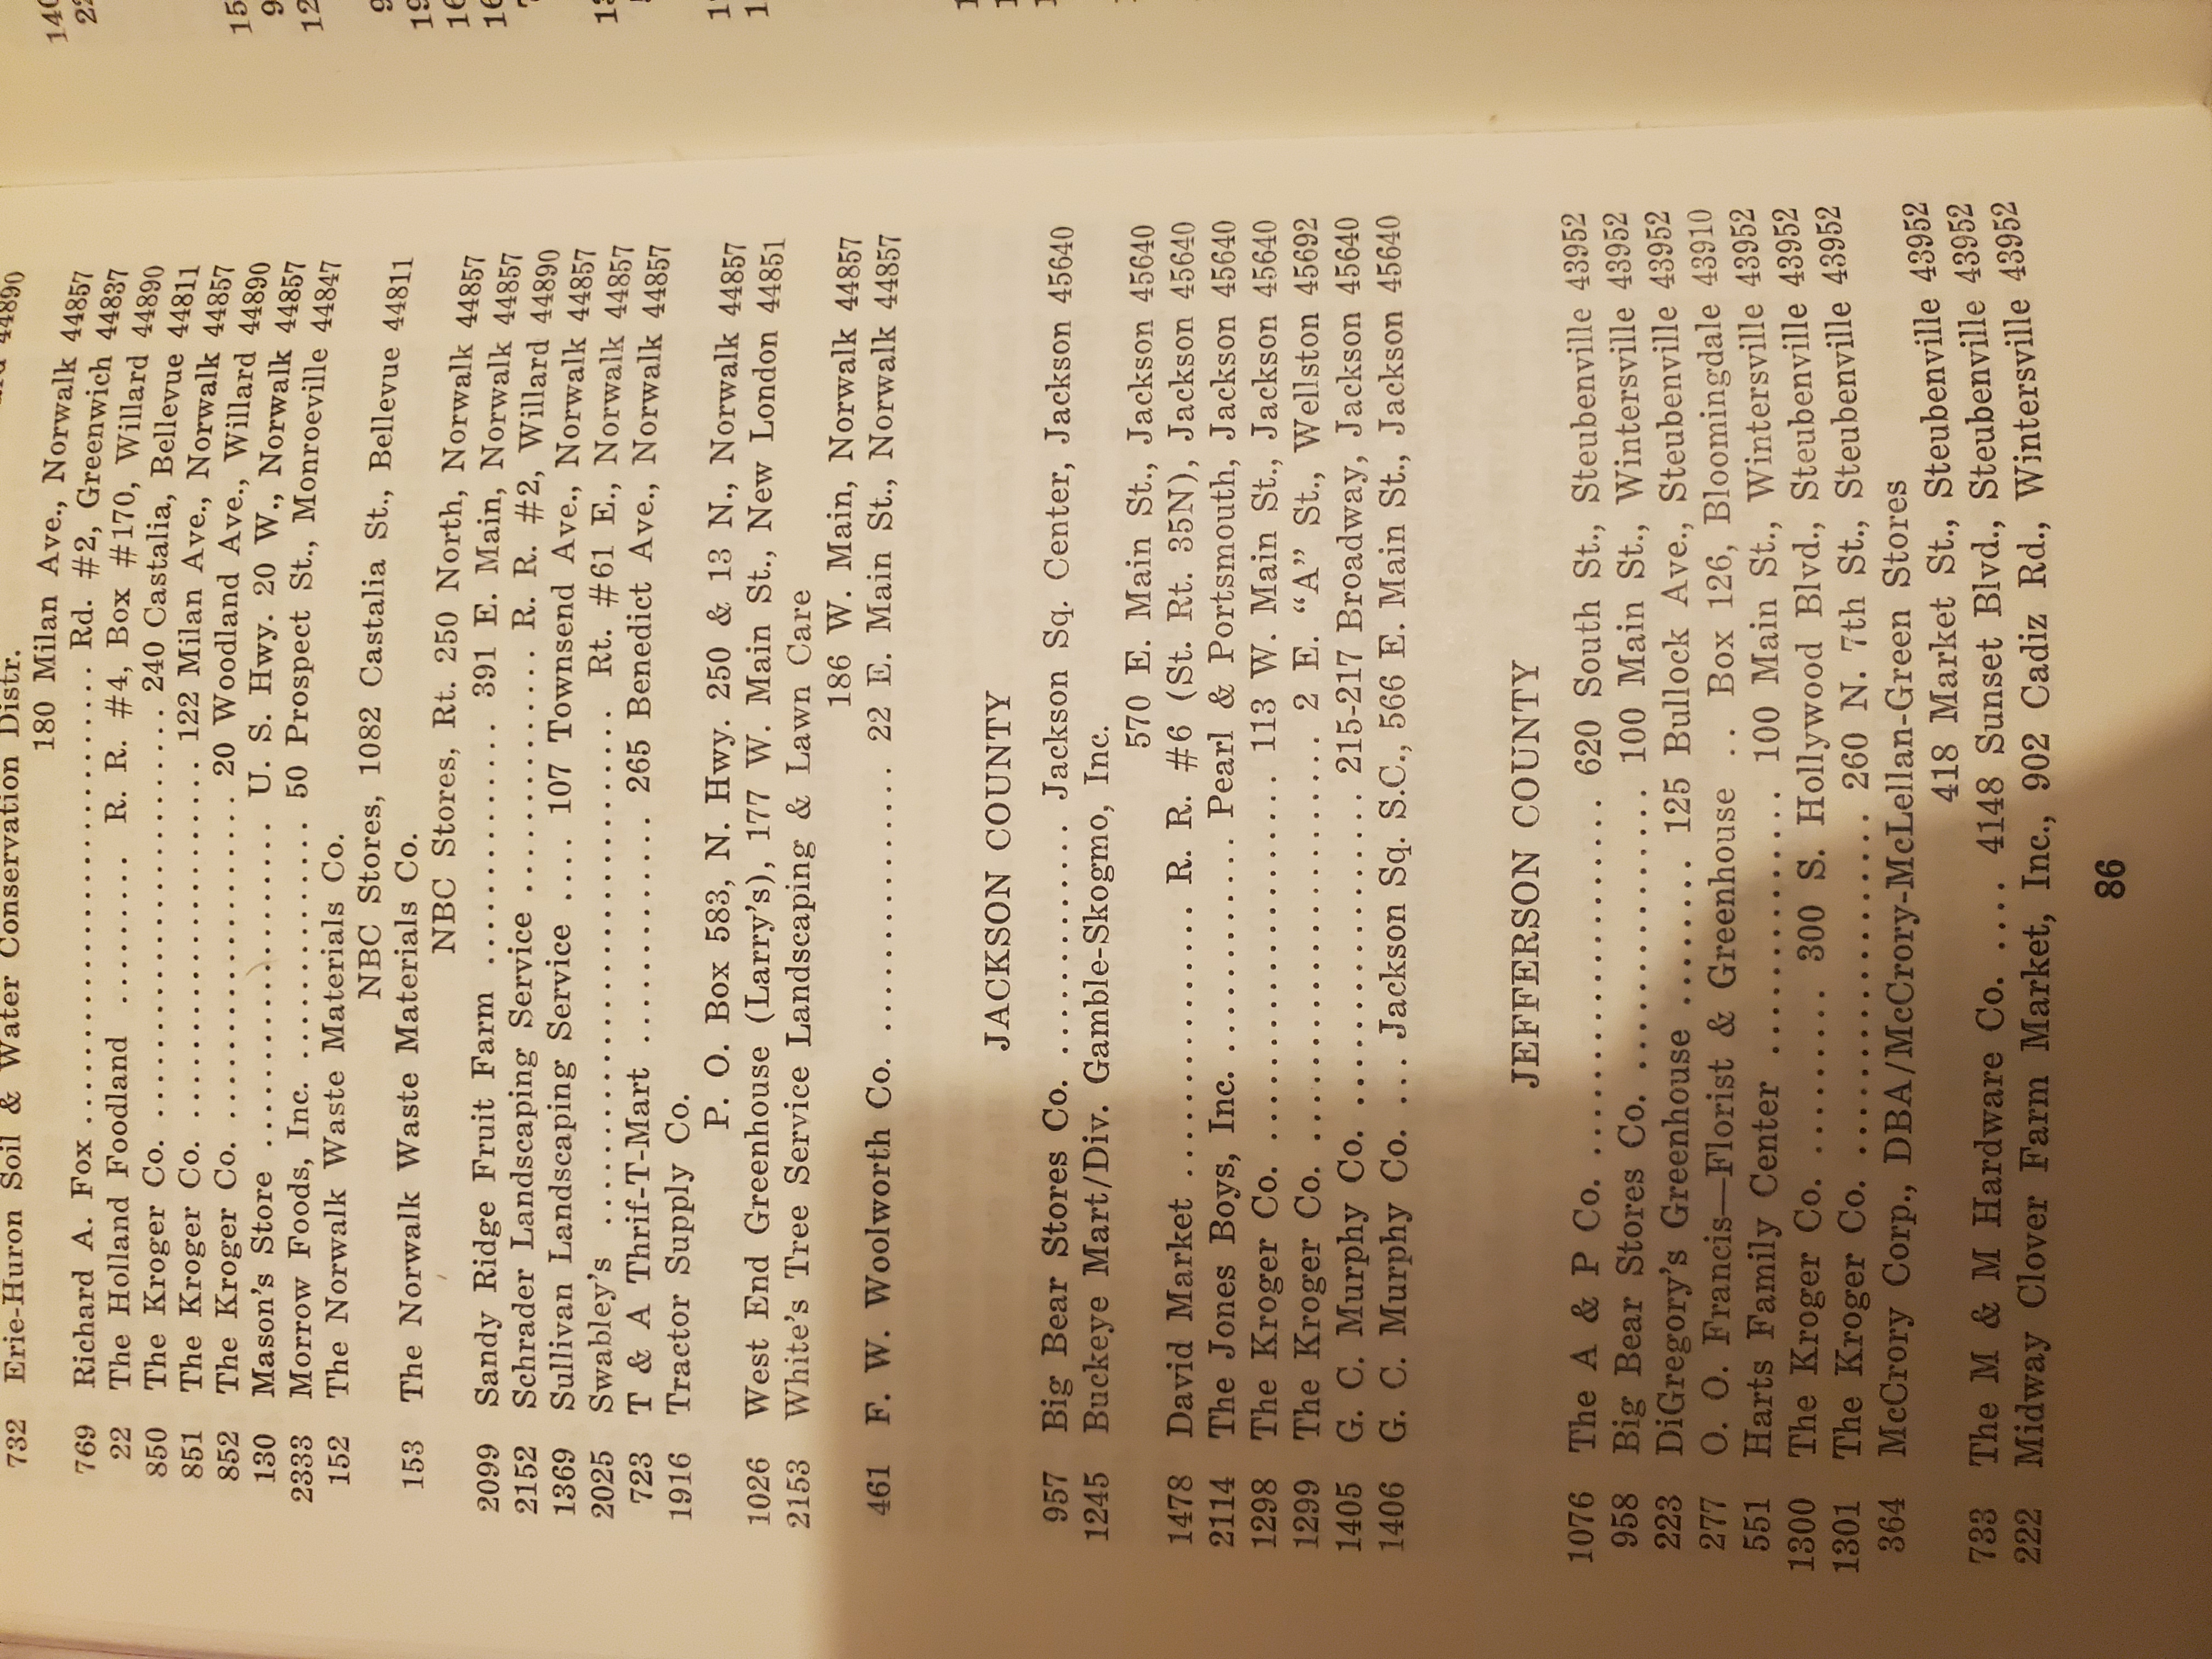 732 Erie-Huron Soil & Water Conservation Distr.
180 Milan Ave., Norwalk 44857
769 Richard A. Fox ........................ Rd. #2, Greenwich 44837
22 The Holland Foodland ........ R. R. #4, Box #170, Willard 44890
850 The Kroger Co. ........................ 240 Castalia, Bellevue 44811
851 The Kroger Co. .................... 122 Milan Ave., Norwalk 44857
852 The Kroger Co. .................. 20 Woodland Ave., Willard 44890
130 Mason's Store .................... U. S. Hwy. 20 W., Norwalk 44857
2333 Morrow Foods, Inc. .............. 50 Prospect St., Monroeville 44847
152 The Norwalk Waste Materials Co.
NBC Stores, 1082 Castalia St., Bellevue 44811
153 The Norwalk Waste Materials Co.
NBC Stores, Rt. 250 North, Norwalk 44857
2099 Sandy Ridge Fruit Farm .............. 391 E. Main, Norwalk 44857
2152 Schrader Landscaping Service .............. R. R. #2, Willard 44890
1369 Sullivan Landscaping Service .... 107 Townsend Ave., Norwalk 44857
2025 Swabley's .............................. Rt. #61 E., Norwalk 44857
723 T & A Thrif-T-Mart .............. 265 Benedict Ave., Norwalk 44857
1916 Tractor Supply Co.
P. O. Box 583, N. Hwy. 250 & 13 N., Norwalk 44857
1026 West End Greenhouse (Larry's), 177 W. Main St., New London 44851
2153 White's Tree Service Landscaping & Lawn Care
186 W. Main, Norwalk 44857
461 F. W. Woolworth Co. ................ 22 E. Main St., Norwalk 44857
JACKSON COUNTY
957 Big Bear Stores Co. .............. Jackson Sq. Center, Jackson 45640
1245 Buckeye Mart/Div. Gamble-Skogmo, Inc.
570 E. Main St., Jackson 45640
1478 David Market ................ R. R. #6 (St. Rt. 35N), Jackson 45640
2114 The Jones Boys, Inc. .............. Pearl & Portsmouth, Jackson 45640
1298 The Kroger Co. ...................... 113 W. Main St., Jackson 45640
1299 The Kroger Co. ........................ 2 E. “A” St., Wellston 45692
1405 G. C. Murphy Co. .................. 215-217 Broadway, Jackson 45640
1406 G. C. Murphy Co. ... Jackson Sq. S.C., 566 E. Main St., Jackson 45640
JEFFERSON COUNTY
1076 The A & P Co. .................... 620 South St., Steubenville 43952
958 Big Bear Stores Co. ................ 100 Main St., Wintersville 43952
223 DiGregory's Greenhouse ........ 125 Bullock Ave., Steubenville 43952
277 O. O. Francis—Florist & Greenhouse .. Box 126, Bloomingdale 43910
551 Harts Family Center .............. 100 Main St., Wintersville 43952
1300 The Kroger Co. ........ 300 S. Hollywood Blvd., Steubenville 43952
1301 The Kroger Co. .................. 260 N. 7th St., Steubenville 43952
364 McCrory Corp., DBA/McCrory-McLellan-Green Stores
418 Market St., Steubenville 43952
733 The M & M Hardware Co. .... 4148 Sunset Blvd., Steubenville 43952
222 Midway Clover Farm Market, Inc., 902 Cadiz Rd., Wintersville 43952
86